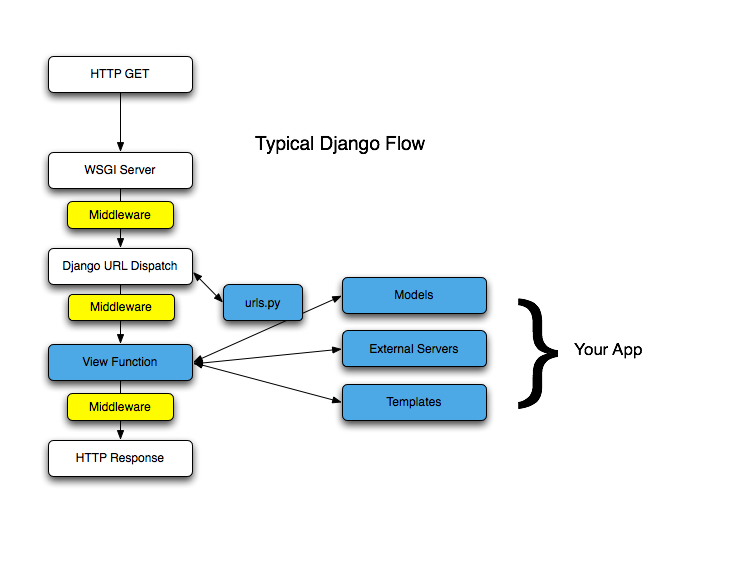 HTTP GET
Typical Django Flow
WSGI Server
Middleware
Django URL Dispatch
urls.py
Middleware
Models
View Function
External Servers
Your App
Templates
Middleware
HTTP Response